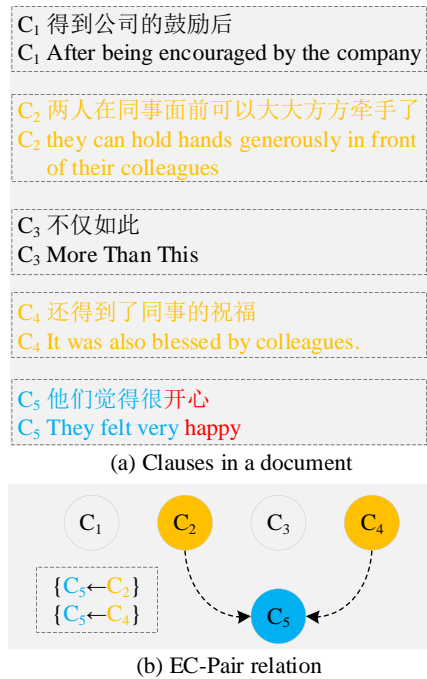 C₁ 得到公司的鼓励后
C₁ After being encouraged by the company
C₂ 两人在同事面前可以大大方方牵手了
C₂ they can hold hands generously in front
of their colleagues
C₃ 不仅如此
C₃ More Than This
C₄ 还得到了同事的祝福
C₄ It was also blessed by colleagues.
C₅ 他们觉得很开心
C₅ They felt very happy
(a) Clauses in a document
C₁ C₂ C₃ C₄
{C₅←C₂}
{C₅←C₄}
C₅
(b) EC-Pair relation